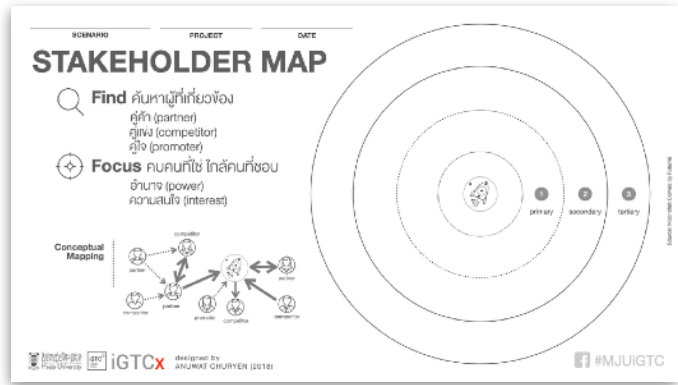 SCENARIO PROJECT DATE
STAKEHOLDER MAP
Find ค้นหาผู้ที่เกี่ยวข้อง
คู่ค้า (partner)
คู่แข่ง (competitor)
คู่ใจ (promoter)
Focus คบคนที่ใช่ ใกล้คนที่ชอบ
อำนาจ (power)
ความสนใจ (interest)
Conceptual
Mapping
competitor
partner
partner
competitor
partner
promoter
competitor
competitor
1 2 3
primary secondary tertiary
iGTCx
designed by
ANUWAT CHURYEN (2018)
#MJUiGTC